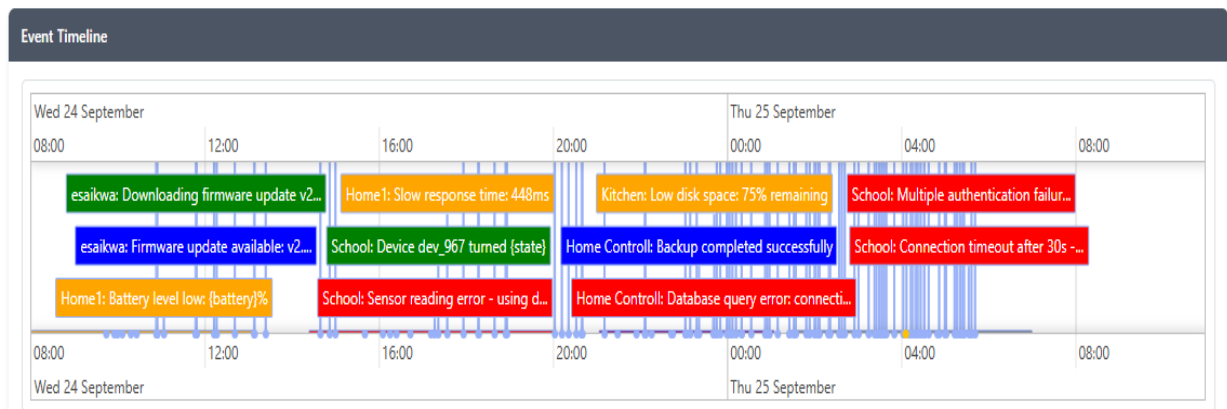 Event Timeline
Wed 24 September Thu 25 September
08:00 12:00 16:00 20:00 00:00 04:00 08:00
esaikwa: Downloading firmware update v2... Home1: Slow response time: 448ms Kitchen: Low disk space: 75% remaining School: Multiple authentication failur...
esaikwa: Firmware update available: v2.... School: Device dev_967 turned {state} Home Controll: Backup completed successfully School: Connection timeout after 30s -...
Home1: Battery level low: {battery}% School: Sensor reading error - using d... Home Controll: Database query error: connecti...
08:00 12:00 16:00 20:00 00:00 04:00 08:00
Wed 24 September Thu 25 September